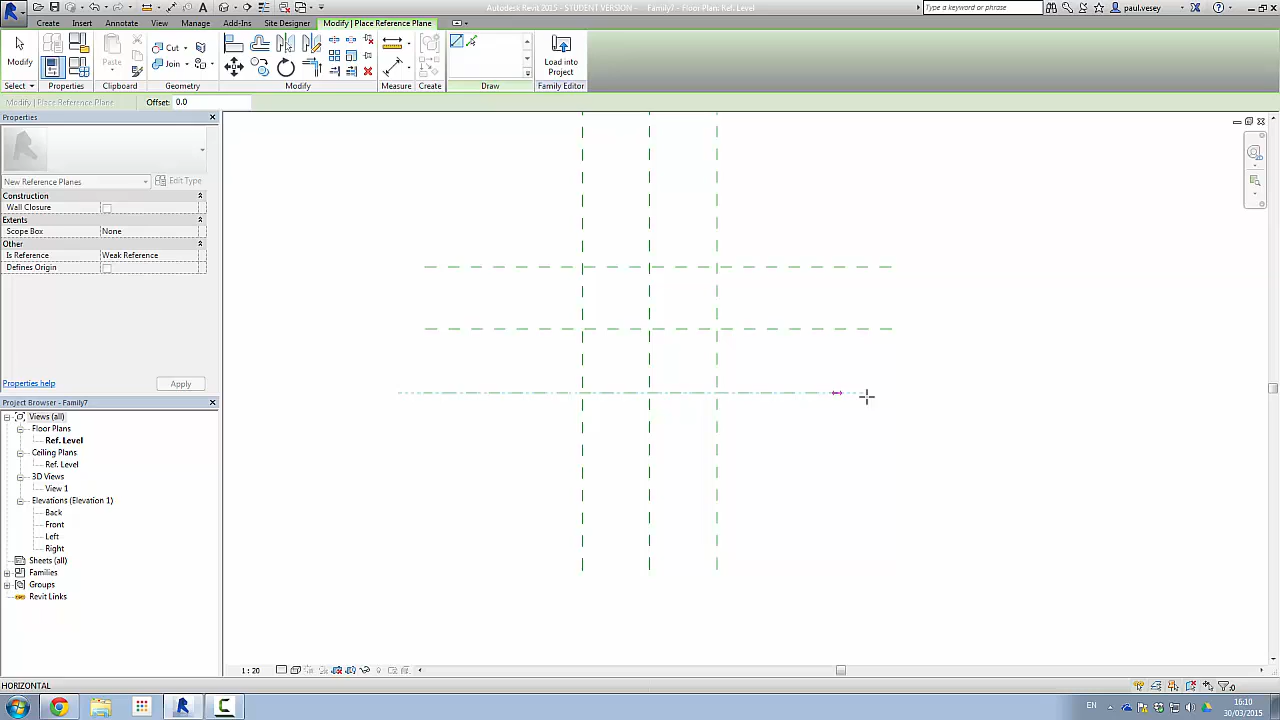 Autodesk Revit 2015 - STUDENT VERSION - Family7 - Floor Plan: Ref. Level
Type a keyword or phrase
paul.vesey
Create Insert Annotate View Manage Add-Ins Site Designer Modify | Place Reference Plane
Modify
Paste
Cut
Join
Load into
Project
Select Properties Clipboard Geometry Modify Measure Create Draw Family Editor
Modify | Place Reference Plane Offset: 0.0
Properties
New Reference Planes Edit Type
Construction
Wall Closure
Extents
Scope Box None
Other
Is Reference Weak Reference
Defines Origin
Properties help Apply
Project Browser - Family7
Views (all)
Floor Plans
Ref. Level
Ceiling Plans
Ref. Level
3D Views
View 1
Elevations (Elevation 1)
Back
Front
Left
Right
Sheets (all)
Families
Groups
Revit Links
1 : 20
HORIZONTAL
:0
EN
16:10
30/03/2015